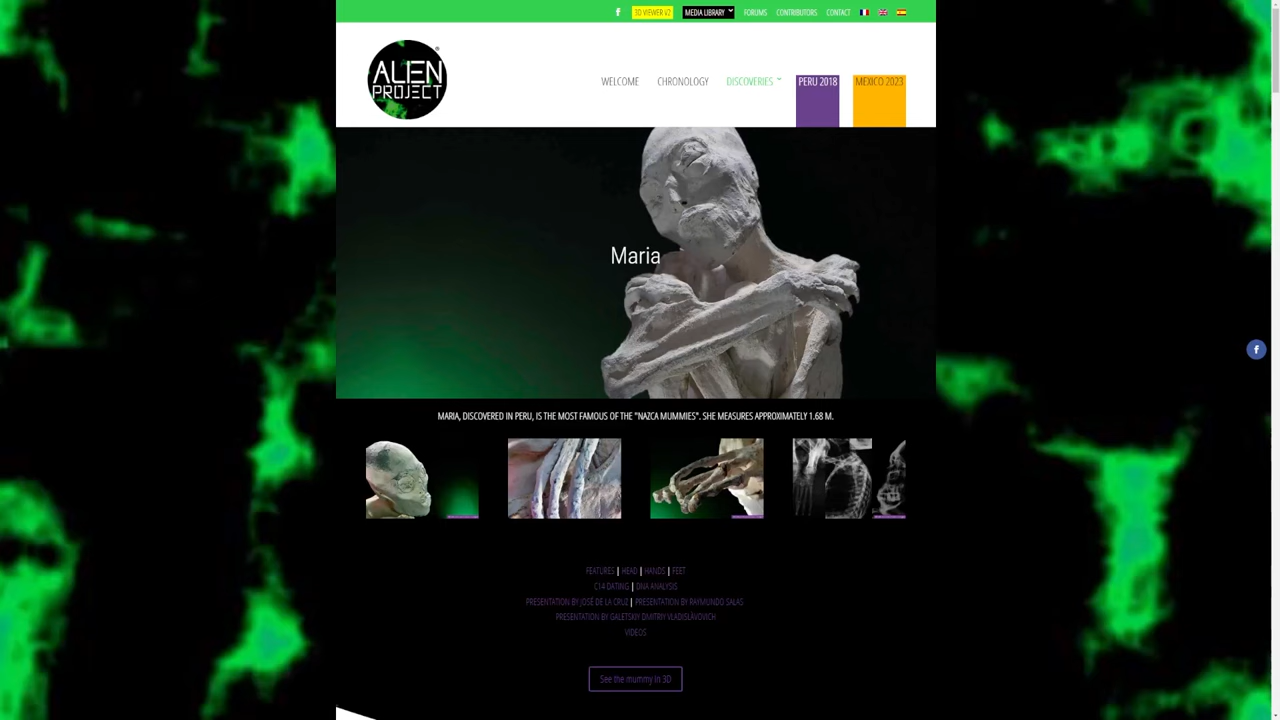 3D VIEWER V2 MEDIA LIBRARY FORUMS CONTRIBUTORS CONTACT
ALIEN PROJECT
WELCOME CHRONOLOGY DISCOVERIES PERU 2018 MEXICO 2023
Maria
MARIA, DISCOVERED IN PERU, IS THE MOST FAMOUS OF THE "NAZCA MUMMIES". SHE MEASURES APPROXIMATELY 1.68 M.
FEATURES | HEAD | HANDS | FEET
C14 DATING | DNA ANALYSIS
PRESENTATION BY JOSÉ DE LA CRUZ | PRESENTATION BY RAYMUNDO SALAS
PRESENTATION BY GALETSKIY DMITRIY VLADISLÀVOVICH
VIDEOS
See the mummy in 3D